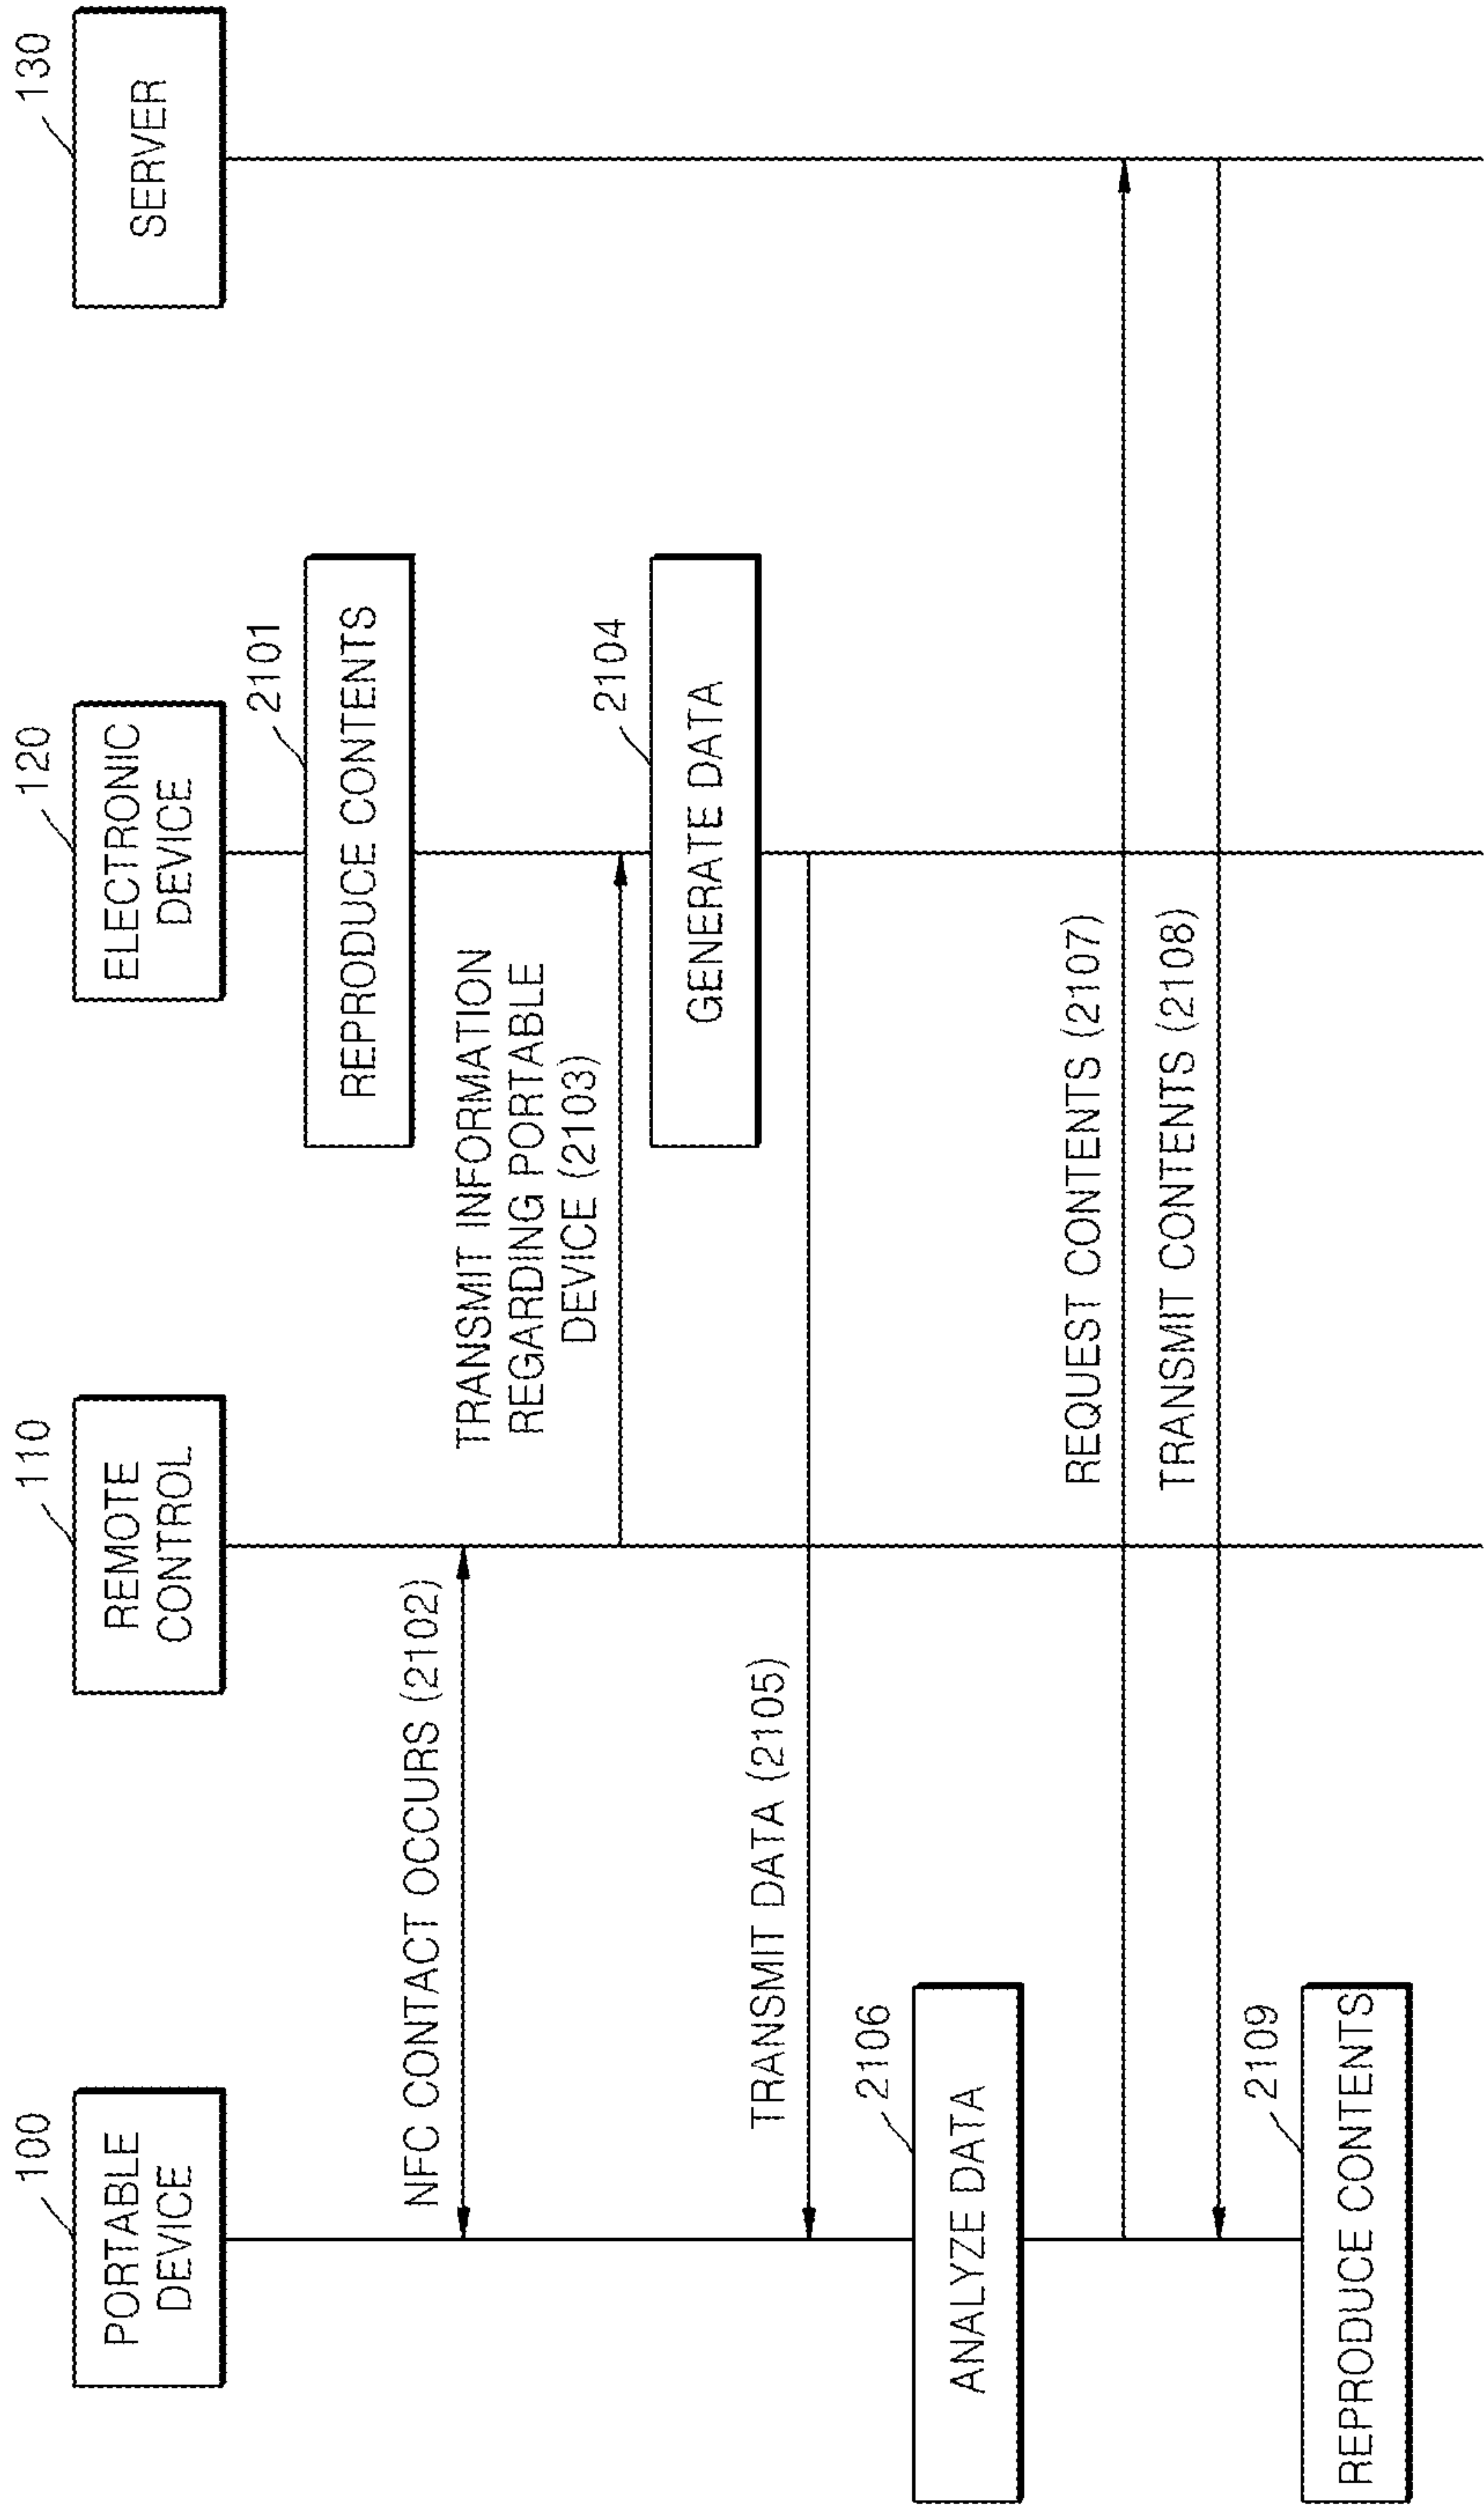 100
PORTABLE
DEVICE
110
REMOTE
CONTROL
120
ELECTRONIC
DEVICE
130
SERVER
2101
REPRODUCE CONTENTS
NFC CONTACT OCCURS (2102)
TRANSMIT INFORMATION
REGARDING PORTABLE
DEVICE (2103)
2104
GENERATE DATA
TRANSMIT DATA (2105)
2106
ANALYZE DATA
REQUEST CONTENTS (2107)
TRANSMIT CONTENTS (2108)
2109
REPRODUCE CONTENTS